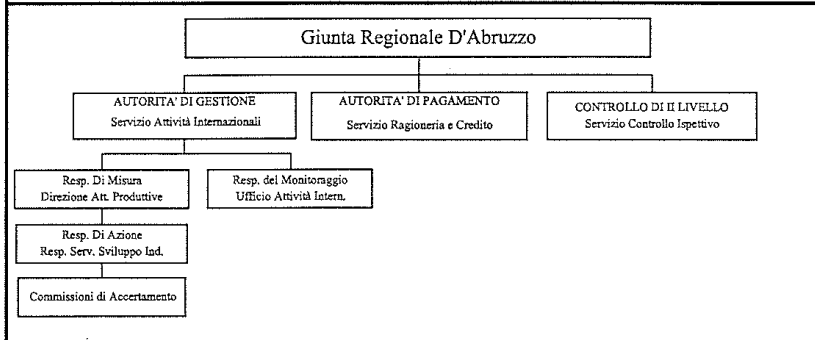 Giunta Regionale D'Abruzzo
AUTORITA' DI GESTIONE
Servizio Attività Internazionali
AUTORITA' DI PAGAMENTO
Servizio Ragioneria e Credito
CONTROLLO DI II LIVELLO
Servizio Controllo Ispettivo
Resp. Di Misura
Direzione Att. Produttive
Resp. del Monitoraggio
Ufficio Attività Intern.
Resp. Di Azione
Resp. Serv. Sviluppo Ind.
Commissioni di Accertamento